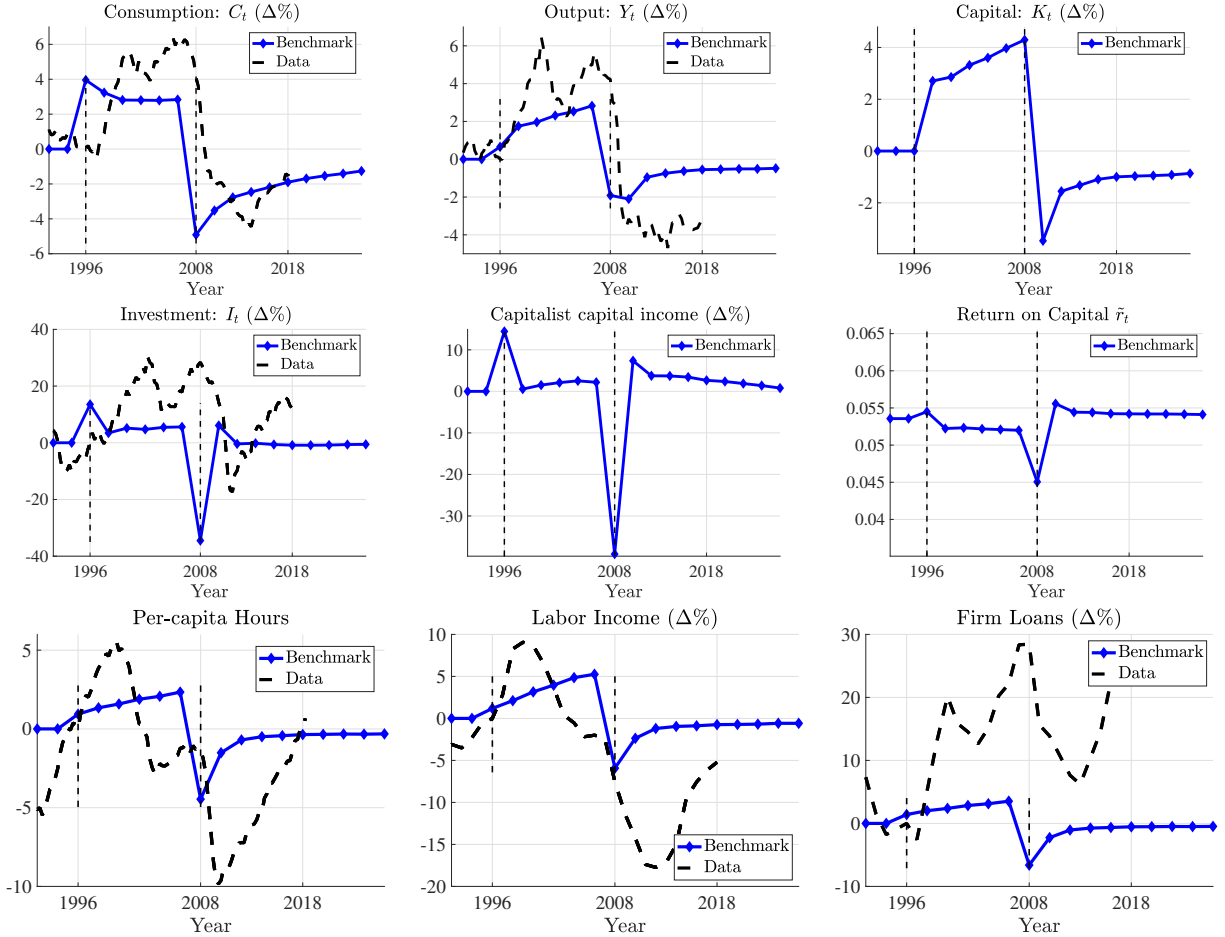 Consumption: C_t (Δ%)
6
4
2
0
-2
-4
-6
1996
2008
2018
Year
Benchmark
Data
Output: Y_t (Δ%)
6
4
2
0
-2
-4
1996
2008
2018
Year
Benchmark
Data
Capital: K_t (Δ%)
4
2
0
-2
1996
2008
2018
Year
Benchmark
Investment: I_t (Δ%)
40
20
0
-20
-40
1996
2008
2018
Year
Benchmark
Data
Capitalist capital income (Δ%)
10
0
-10
-20
-30
1996
2008
2018
Year
Benchmark
Return on Capital r̃_t
0.065
0.06
0.055
0.05
0.045
0.04
1996
2008
2018
Year
Benchmark
Per-capita Hours
5
0
-5
-10
1996
2008
2018
Year
Benchmark
Data
Labor Income (Δ%)
10
5
0
-5
-10
-15
-20
1996
2008
2018
Year
Benchmark
Data
Firm Loans (Δ%)
30
20
10
0
-10
1996
2008
2018
Year
Benchmark
Data